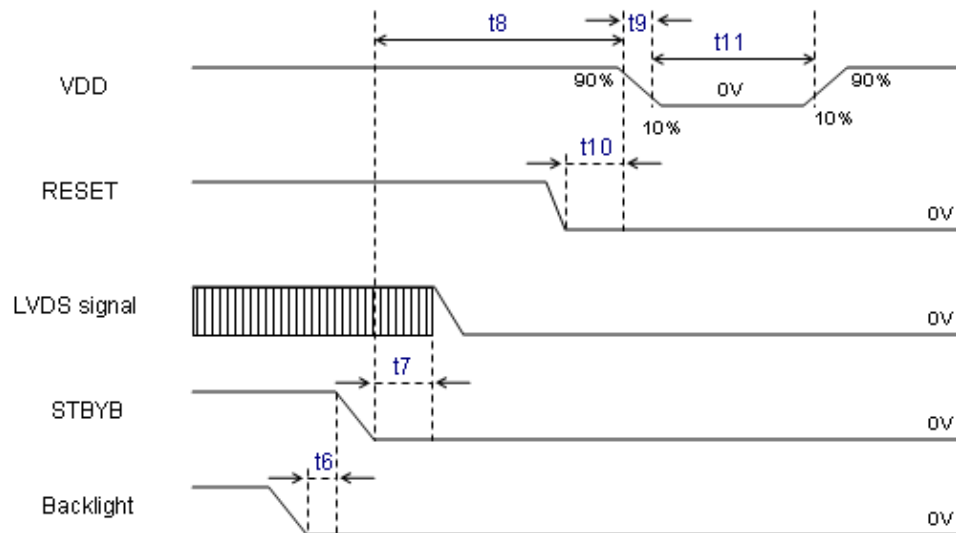 t8
t9
t11
VDD
90%
0V
90%
10%
10%
t10
RESET
0V
LVDS signal
0V
t7
STBYB
0V
t6
Backlight
0V